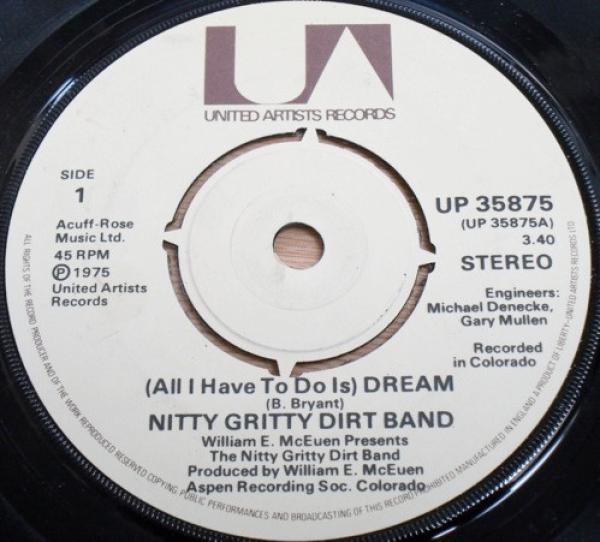 UA
UNITED ARTISTS RECORDS
SIDE
1
Acuff-Rose
Music Ltd.
45 RPM
Ⓟ 1975
United Artists
Records
UP 35875
(UP 35875A)
3.40
STEREO
Engineers:
Michael Denecke,
Gary Mullen
Recorded
in Colorado
(All I Have To Do Is) DREAM
(B. Bryant)
NITTY GRITTY DIRT BAND
William E. McEuen Presents
The Nitty Gritty Dirt Band
Produced by William E. McEuen
Aspen Recording Soc. Colorado
ALL RIGHTS OF THE RECORD PRODUCER AND OF THE WORK REPRODUCED RESERVED COPYING PUBLIC PERFORMANCES AND BROADCASTING OF THIS RECORD PROHIBITED MANUFACTURED IN ENGLAND A PRODUCT OF LIBERTY-UNITED ARTISTS RECORDS LTD